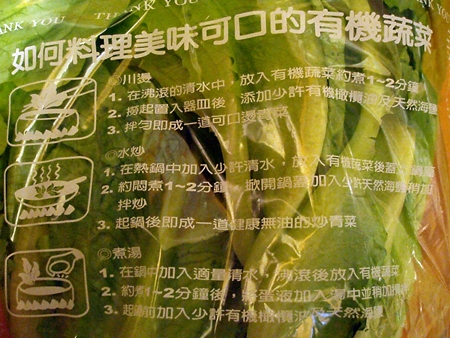 THANK YOU
THANK YOU
如何料理美味可口的有機蔬菜
◎川燙
1. 在沸滾的清水中，放入有機蔬菜約煮1~2分鐘
2. 撈起置入器皿後，添加少許有機橄欖油及天然海鹽
3. 拌勻即成一道可口燙青菜
◎水炒
1. 在熱鍋中加入少許清水，放入有機蔬菜後蓋
2. 約悶煮1~2分鐘，掀開鍋蓋加入少許天然海鹽稍加
拌炒
3. 起鍋後即成一道健康無油的炒青菜
◎煮湯
1. 在鍋中加入適量清水，沸滾後放入有機蔬菜
2. 約煮1~2分鐘後，將蛋液加入湯中並稍加攪拌
3. 起鍋前加入少許有機橄欖油及天然海鹽